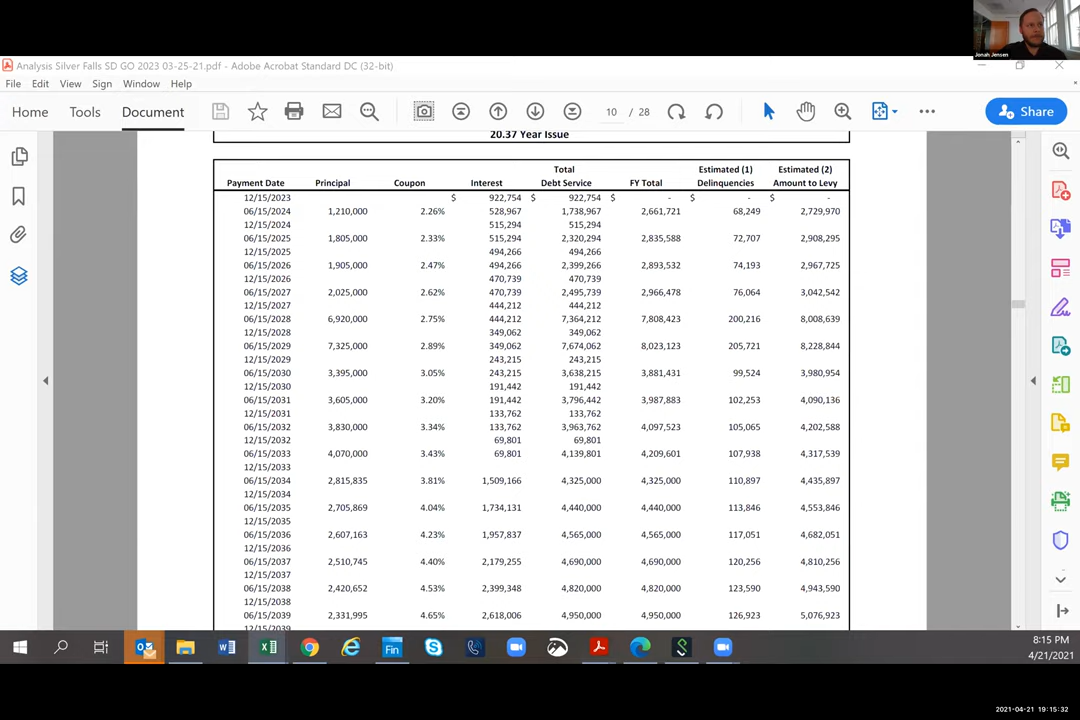 Jonah Jensen
Analysis Silver Falls SD GO 2023 03-25-21.pdf - Adobe Acrobat Standard DC (32-bit)
File Edit View Sign Window Help
Home Tools Document 10 / 28 Share
20.37 Year Issue
Total Estimated (1) Estimated (2)
Payment Date Principal Coupon Interest Debt Service FY Total Delinquencies Amount to Levy
12/15/2023 $ 922,754 $ 922,754 $ - $ - $ -
06/15/2024 1,210,000 2.26% 528,967 1,738,967 2,661,721 68,249 2,729,970
12/15/2024 515,294 515,294
06/15/2025 1,805,000 2.33% 515,294 2,320,294 2,835,588 72,707 2,908,295
12/15/2025 494,266 494,266
06/15/2026 1,905,000 2.47% 494,266 2,399,266 2,893,532 74,193 2,967,725
12/15/2026 470,739 470,739
06/15/2027 2,025,000 2.62% 470,739 2,495,739 2,966,478 76,064 3,042,542
12/15/2027 444,212 444,212
06/15/2028 6,920,000 2.75% 444,212 7,364,212 7,808,423 200,216 8,008,639
12/15/2028 349,062 349,062
06/15/2029 7,325,000 2.89% 349,062 7,674,062 8,023,123 205,721 8,228,844
12/15/2029 243,215 243,215
06/15/2030 3,395,000 3.05% 243,215 3,638,215 3,881,431 99,524 3,980,954
12/15/2030 191,442 191,442
06/15/2031 3,605,000 3.20% 191,442 3,796,442 3,987,883 102,253 4,090,136
12/15/2031 133,762 133,762
06/15/2032 3,830,000 3.34% 133,762 3,963,762 4,097,523 105,065 4,202,588
12/15/2032 69,801 69,801
06/15/2033 4,070,000 3.43% 69,801 4,139,801 4,209,601 107,938 4,317,539
12/15/2033
06/15/2034 2,815,835 3.81% 1,509,166 4,325,000 4,325,000 110,897 4,435,897
12/15/2034
06/15/2035 2,705,869 4.04% 1,734,131 4,440,000 4,440,000 113,846 4,553,846
12/15/2035
06/15/2036 2,607,163 4.23% 1,957,837 4,565,000 4,565,000 117,051 4,682,051
12/15/2036
06/15/2037 2,510,745 4.40% 2,179,255 4,690,000 4,690,000 120,256 4,810,256
12/15/2037
06/15/2038 2,420,652 4.53% 2,399,348 4,820,000 4,820,000 123,590 4,943,590
12/15/2038
06/15/2039 2,331,995 4.65% 2,618,006 4,950,000 4,950,000 126,923 5,076,923
12/15/2039
Fin
8:15 PM
4/21/2021
2021-04-21 19:15:32